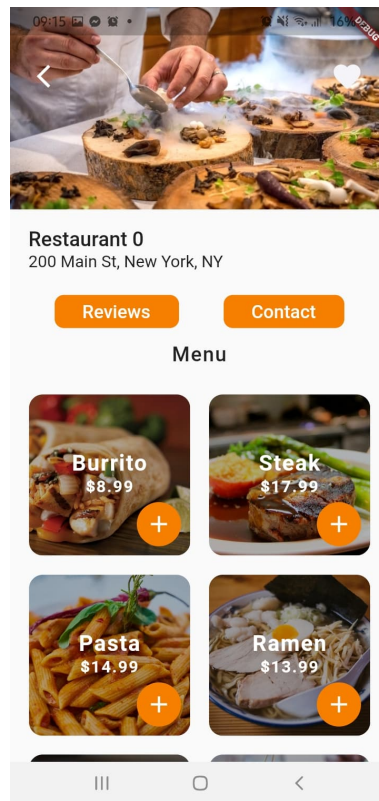 09:15
16%
DEBUG
Restaurant 0
200 Main St, New York, NY
Reviews
Contact
Menu
Burrito
$8.99
Steak
$17.99
Pasta
$14.99
Ramen
$13.99